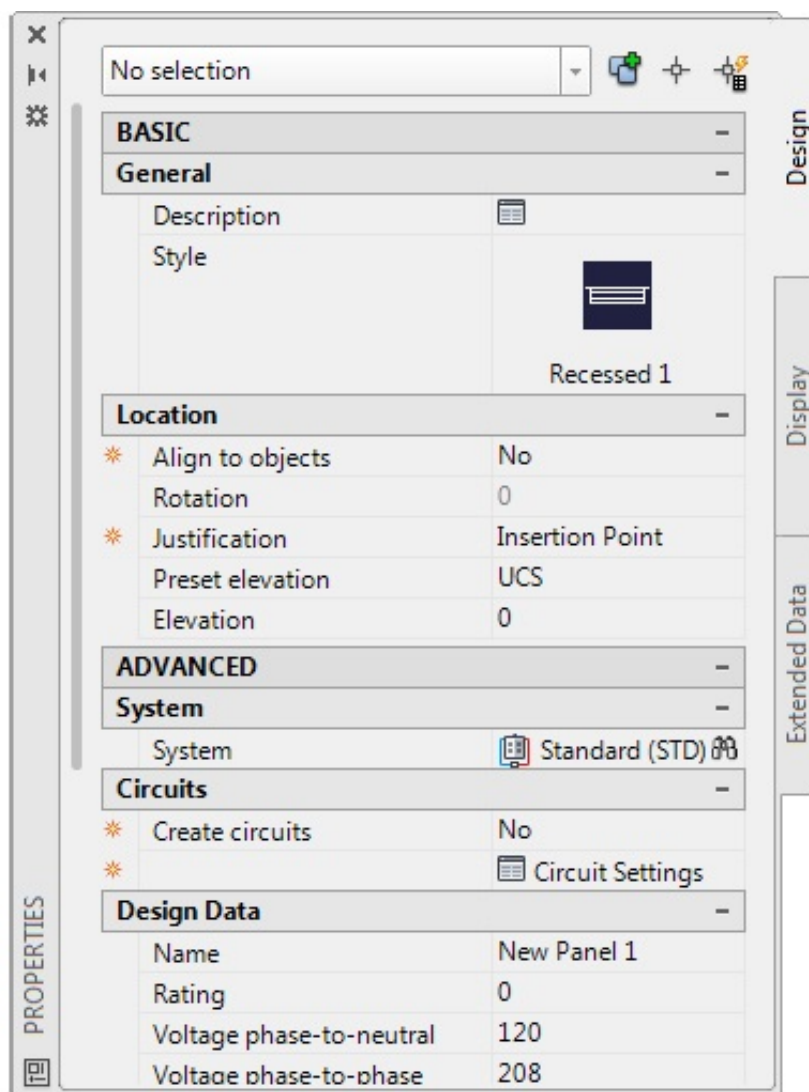 No selection
BASIC
General
Description
Style
Recessed 1
Location
Align to objects No
Rotation 0
Justification Insertion Point
Preset elevation UCS
Elevation 0
ADVANCED
System
System Standard (STD)
Circuits
Create circuits No
Circuit Settings
Design Data
Name New Panel 1
Rating 0
Voltage phase-to-neutral 120
Voltage phase-to-phase 208
Design
Display
Extended Data
PROPERTIES